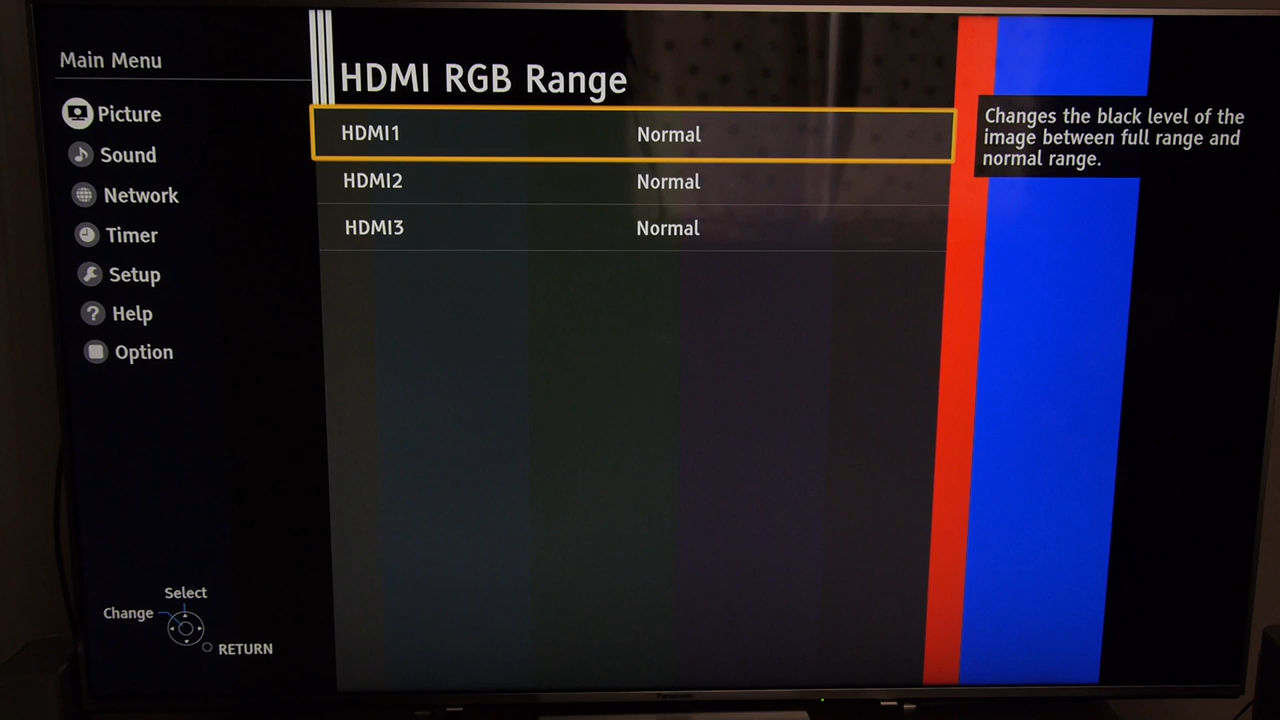 Main Menu
Picture
Sound
Network
Timer
Setup
Help
Option
Select
Change
RETURN
HDMI RGB Range
HDMI1 Normal
HDMI2 Normal
HDMI3 Normal
Changes the black level of the
image between full range and
normal range.
Panasonic